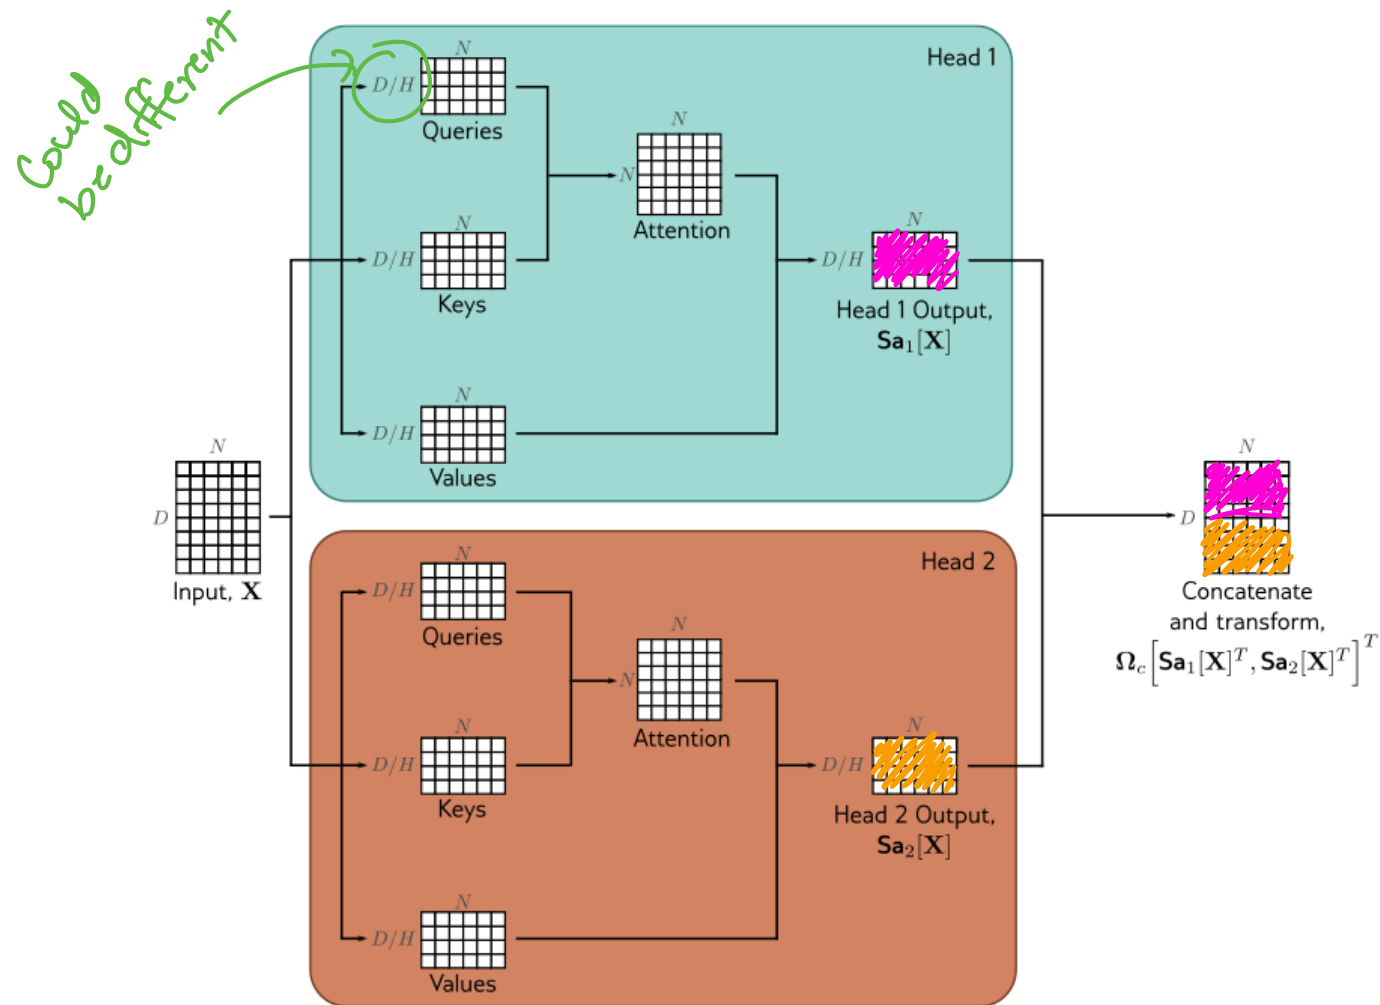 Could
be different
Head 1
N
D/H
Queries
N
D/H
Keys
N
D/H
Values
N
N
Attention
N
D/H
Head 1 Output,
Sa₁[X]
N
D
Input, X
Head 2
N
D/H
Queries
N
D/H
Keys
N
D/H
Values
N
N
Attention
N
D/H
Head 2 Output,
Sa₂[X]
N
D
Concatenate
and transform,
Ω_c[Sa₁[X]ᵀ, Sa₂[X]ᵀ]ᵀ